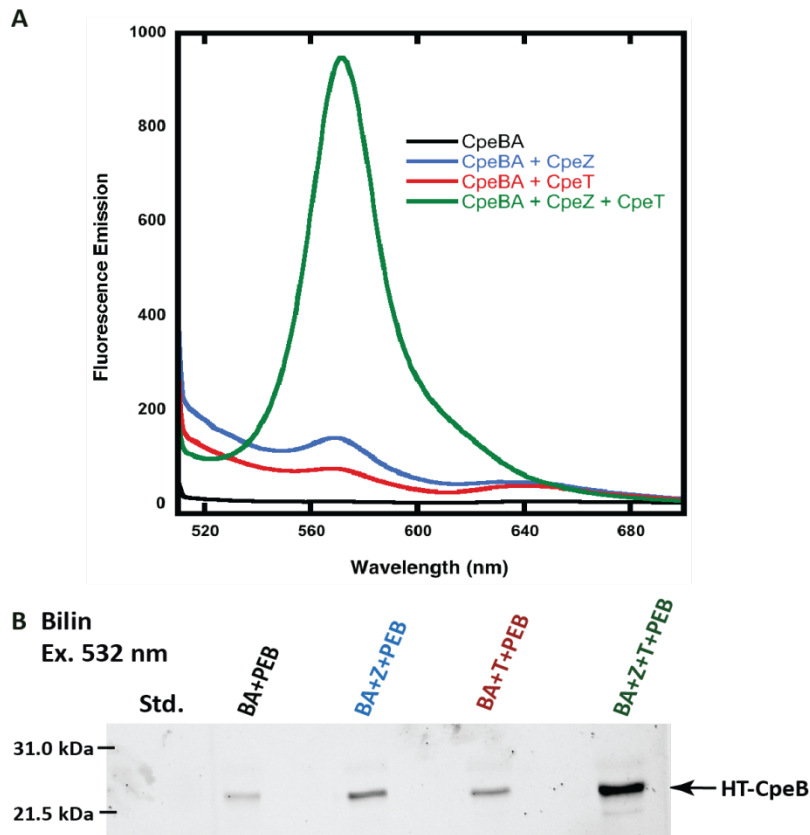 A
1000
800
600
400
200
0
Fluorescence Emission
CpeBA
CpeBA + CpeZ
CpeBA + CpeT
CpeBA + CpeZ + CpeT
520 560 600 640 680
Wavelength (nm)
B Bilin
Ex. 532 nm
Std.
BA+PEB
BA+Z+PEB
BA+T+PEB
BA+Z+T+PEB
31.0 kDa
21.5 kDa
HT-CpeB